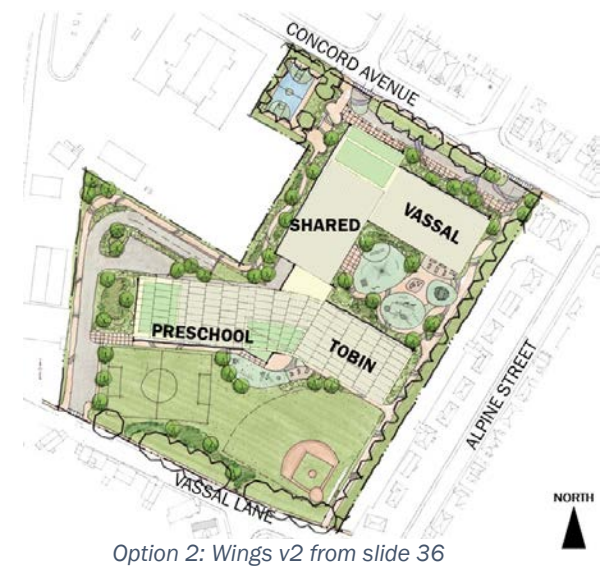 CONCORD AVENUE
SHARED
VASSAL
PRESCHOOL
TOBIN
ALPINE STREET
VASSAL LANE
NORTH
Option 2: Wings v2 from slide 36